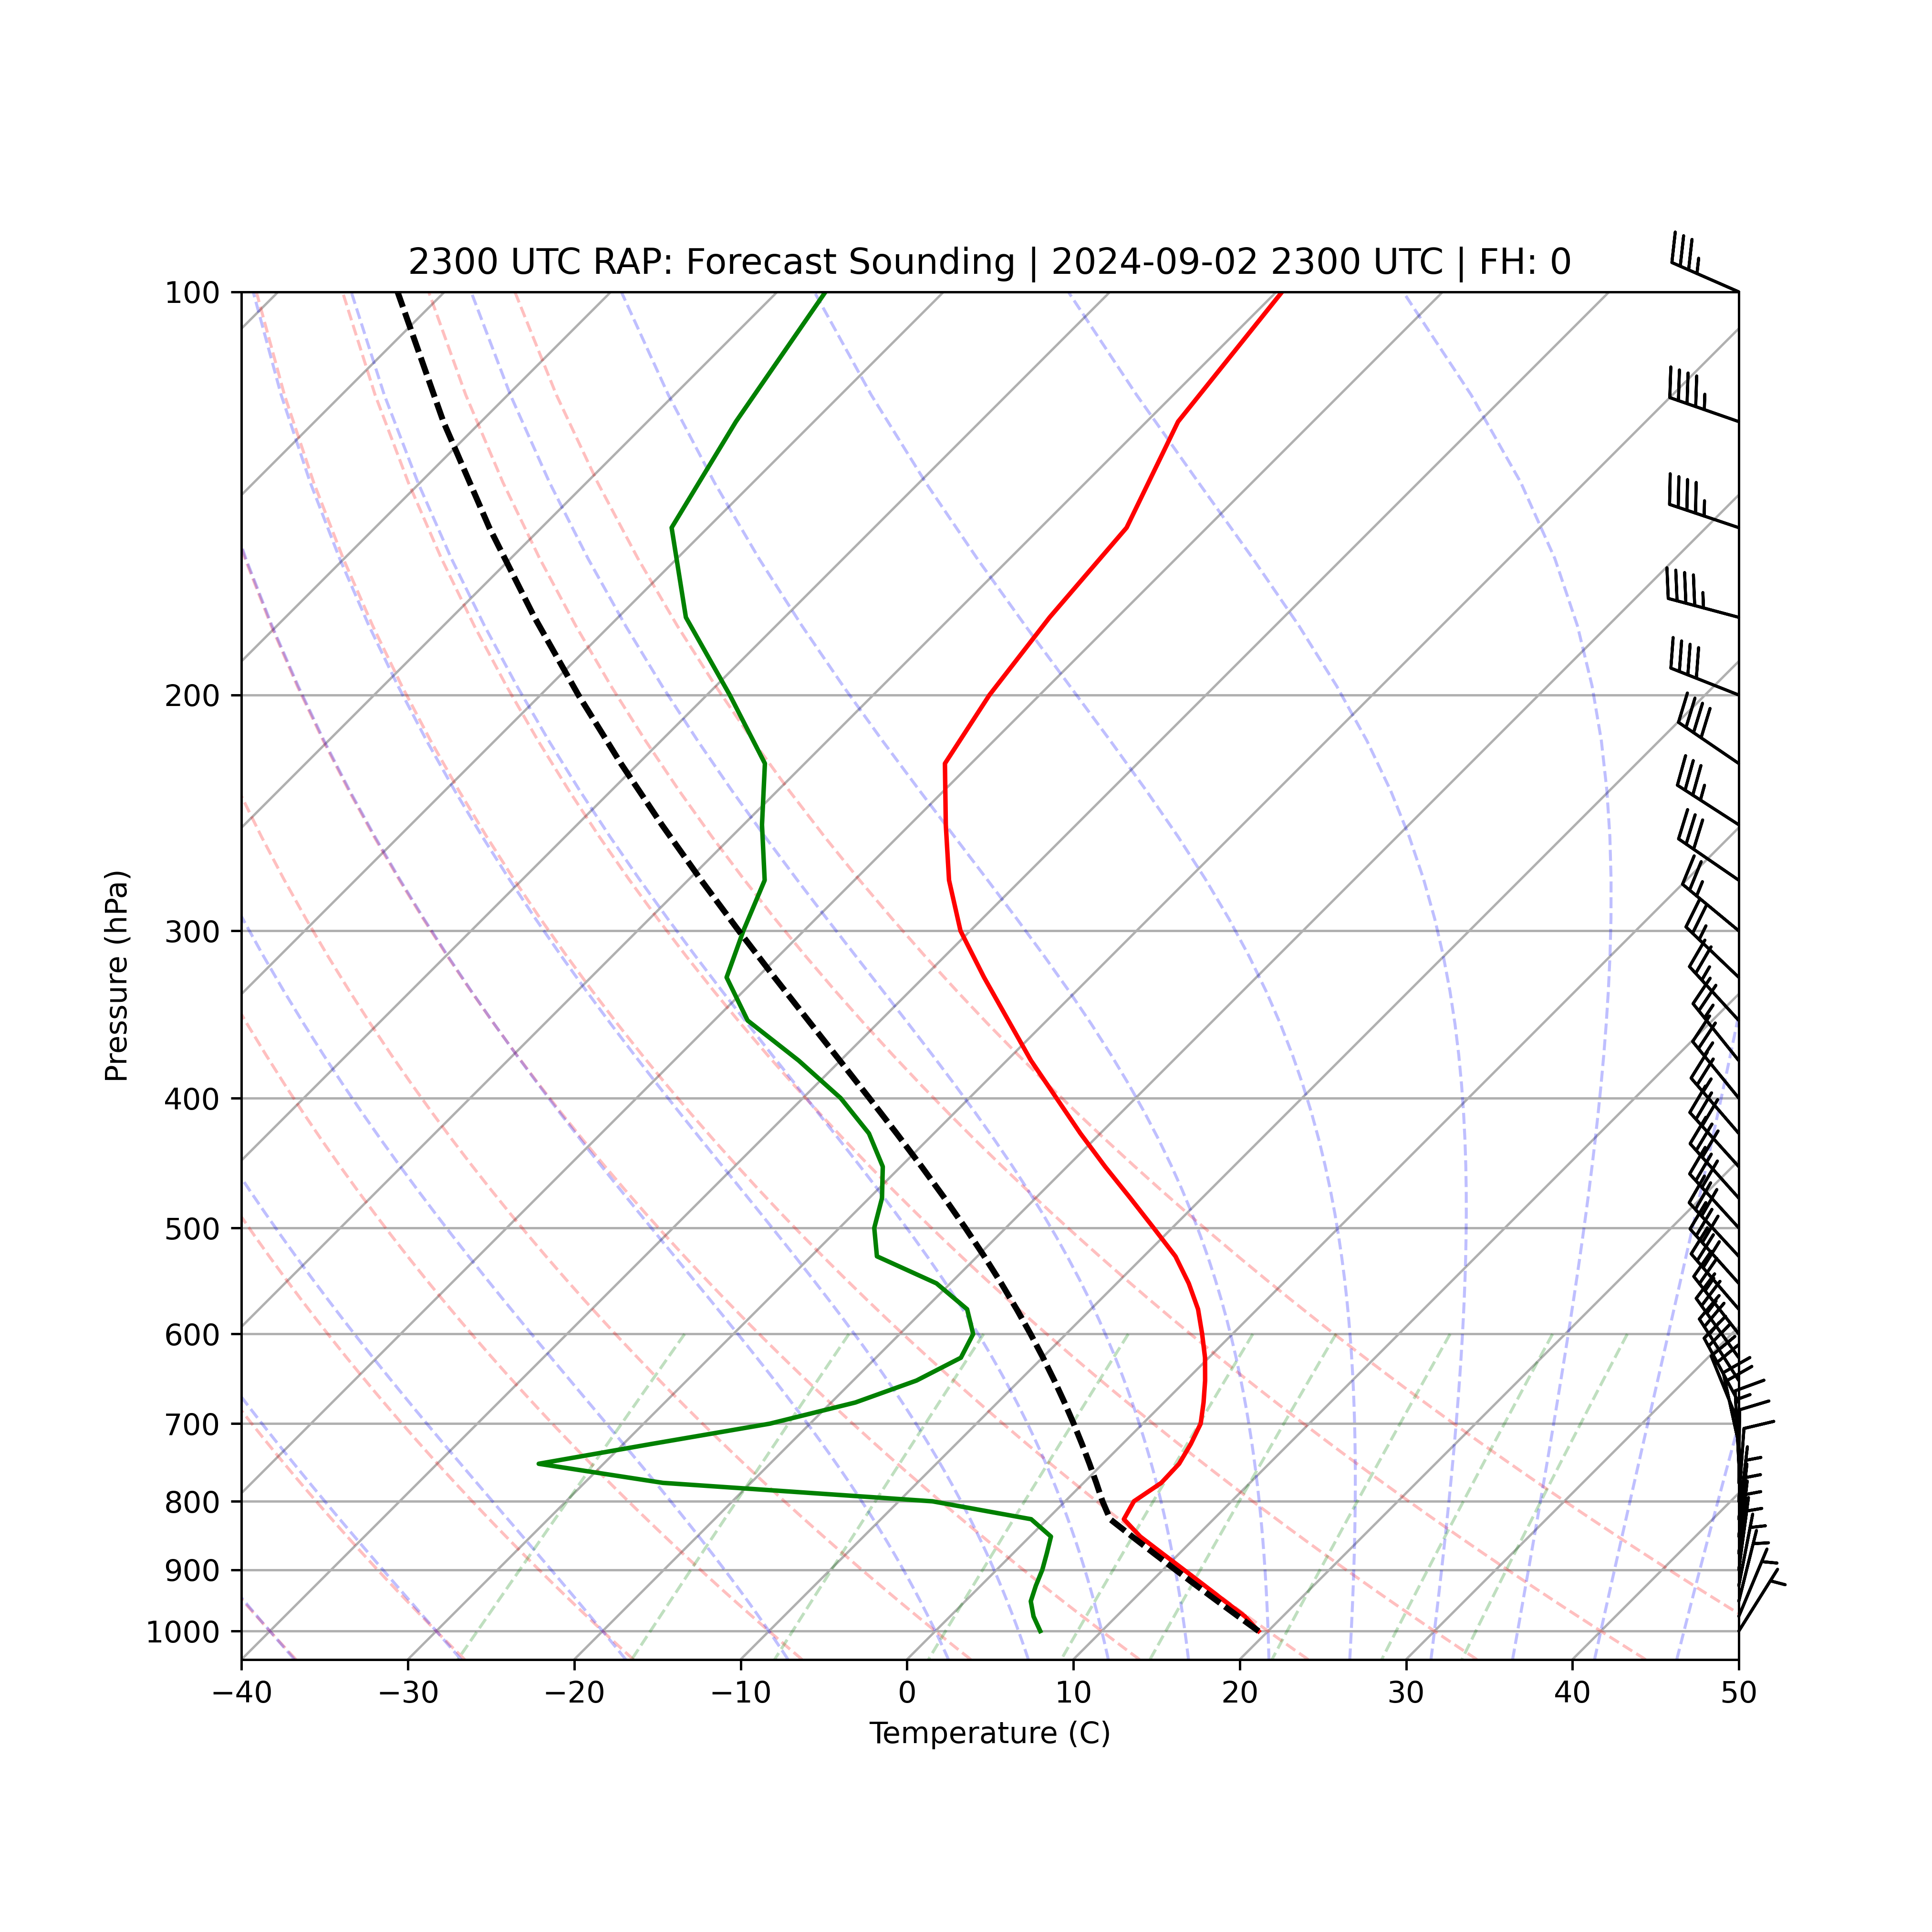 2300 UTC RAP: Forecast Sounding | 2024-09-02 2300 UTC | FH: 0
100
200
300
400
500
600
700
800
900
1000
Pressure (hPa)
−40 −30 −20 −10 0 10 20 30 40 50
Temperature (C)